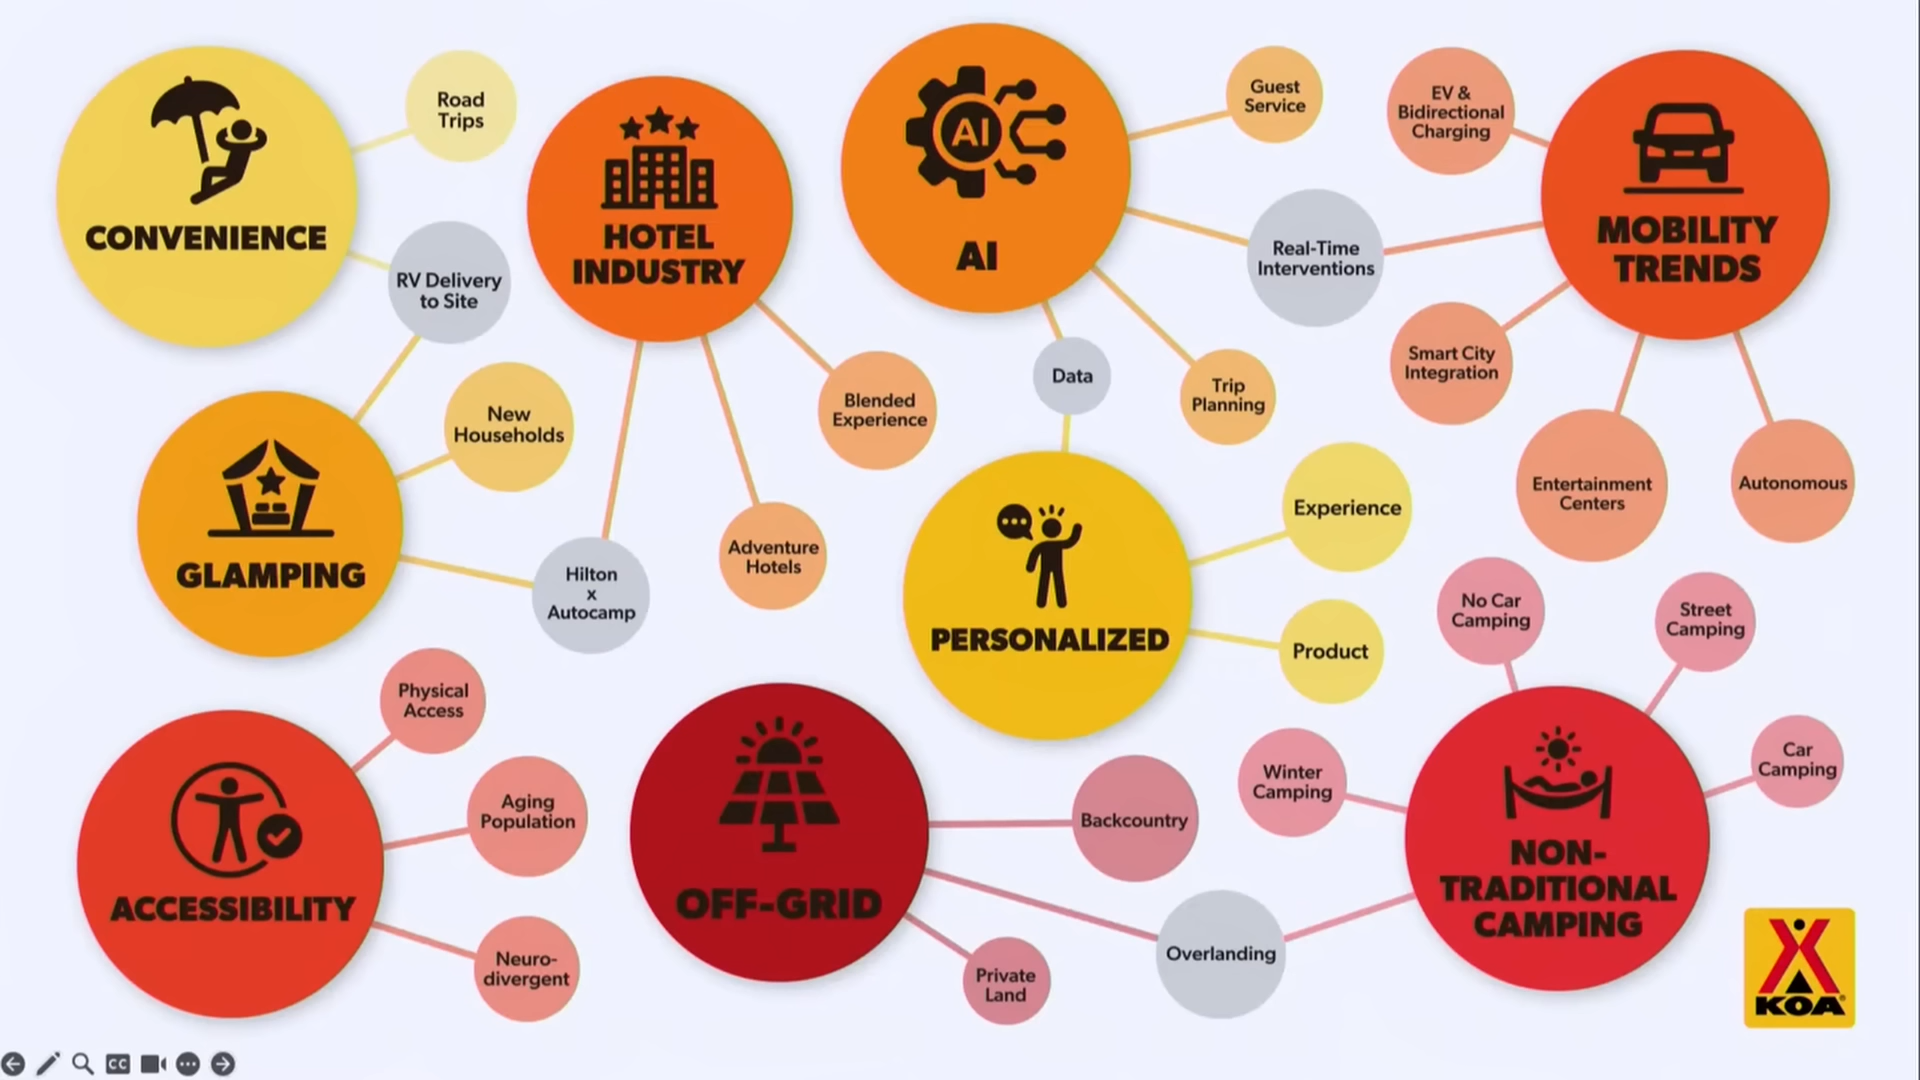 CONVENIENCE
Road
Trips
RV Delivery
to Site
HOTEL
INDUSTRY
Blended
Experience
Adventure
Hotels
Hilton
x
Autocamp
GLAMPING
New
Households
AI
AI
Guest
Service
Real-Time
Interventions
Trip
Planning
Data
MOBILITY
TRENDS
EV &
Bidirectional
Charging
Smart City
Integration
Entertainment
Centers
Autonomous
PERSONALIZED
Experience
Product
ACCESSIBILITY
Physical
Access
Aging
Population
Neuro-
divergent
OFF-GRID
Backcountry
Private
Land
Overlanding
NON-
TRADITIONAL
CAMPING
No Car
Camping
Street
Camping
Winter
Camping
Car
Camping
KOA®
CC